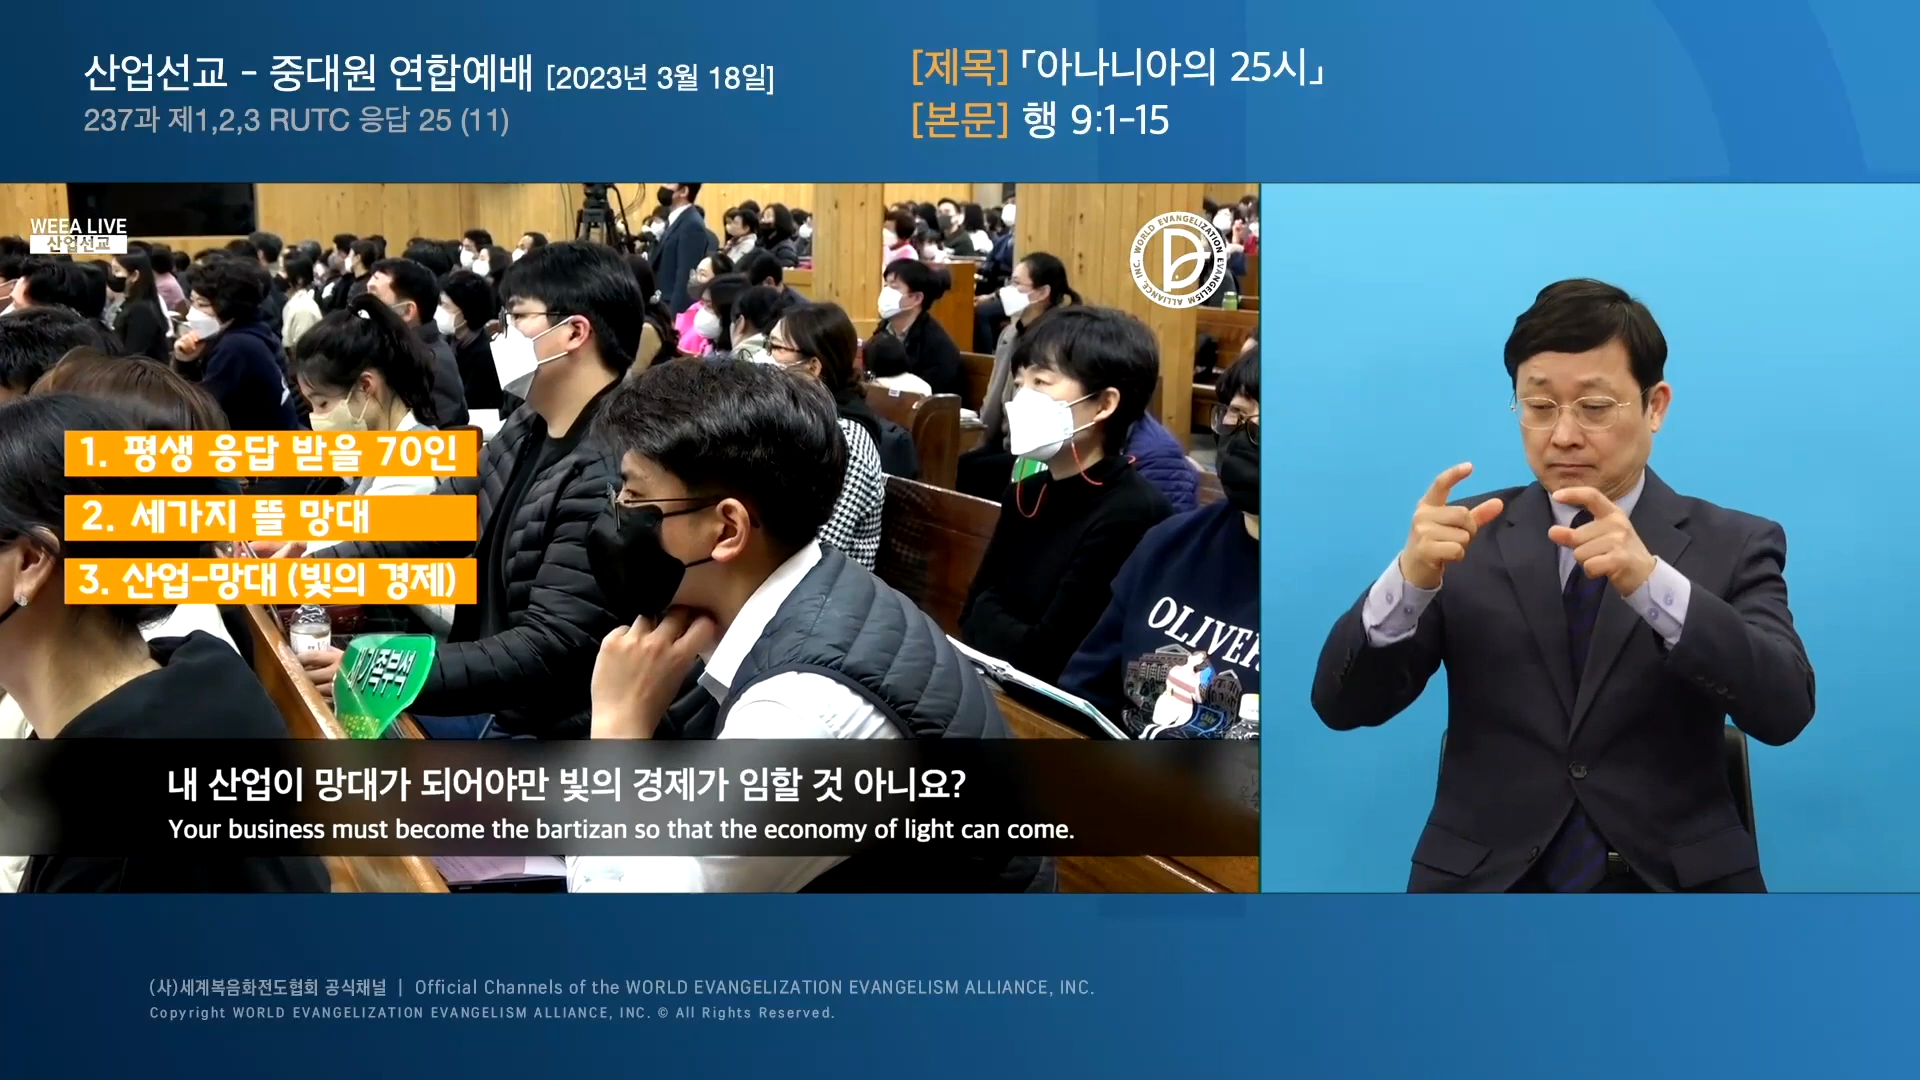 산업선교 - 중대원 연합예배 [2023년 3월 18일]
237과 제1,2,3 RUTC 응답 25 (11)
[제목] 「아나니아의 25시」
[본문] 행 9:1-15
WEEA LIVE
산업선교
WORLD EVANGELIZATION EVANGELISM ALLIANCE, INC.
1. 평생 응답 받을 70인
2. 세가지 뜰 망대
3. 산업-망대 (빛의 경제)
OLIVE
내 산업이 망대가 되어야만 빛의 경제가 임할 것 아니요?
Your business must become the bartizan so that the economy of light can come.
(사)세계복음화전도협회 공식채널 | Official Channels of the WORLD EVANGELIZATION EVANGELISM ALLIANCE, INC.
Copyright WORLD EVANGELIZATION EVANGELISM ALLIANCE, INC. © All Rights Reserved.